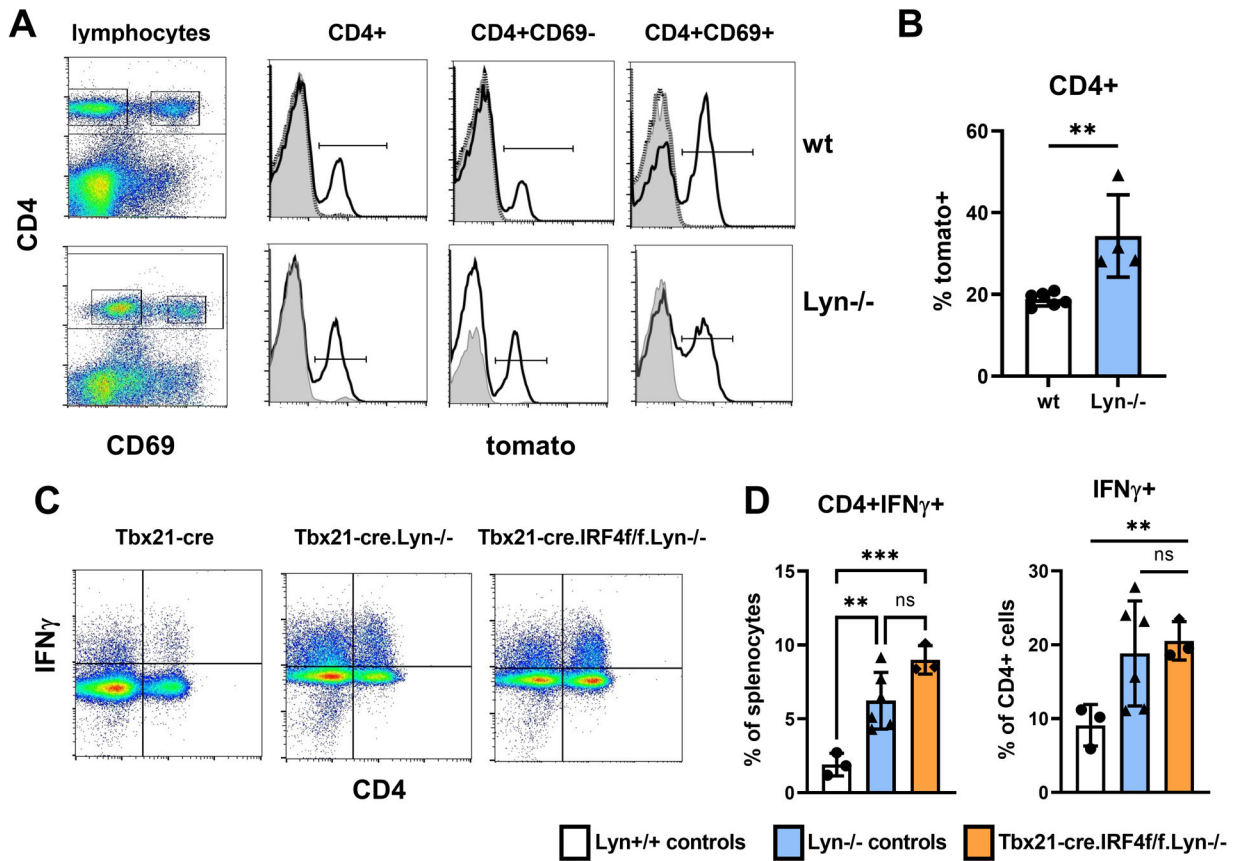 A
lymphocytes
CD4+
CD4+CD69-
CD4+CD69+
CD4
wt
Lyn-/-
CD69
tomato
B
CD4+
**
% tomato+
60
40
20
0
wt
Lyn-/-
C
Tbx21-cre
Tbx21-cre.Lyn-/-
Tbx21-cre.IRF4f/f.Lyn-/-
IFNγ
CD4
D
CD4+IFNγ+
***
**
ns
% of splenocytes
15
10
5
0
IFNγ+
**
ns
% of CD4+ cells
30
20
10
0
Lyn+/+ controls
Lyn-/- controls
Tbx21-cre.IRF4f/f.Lyn-/-